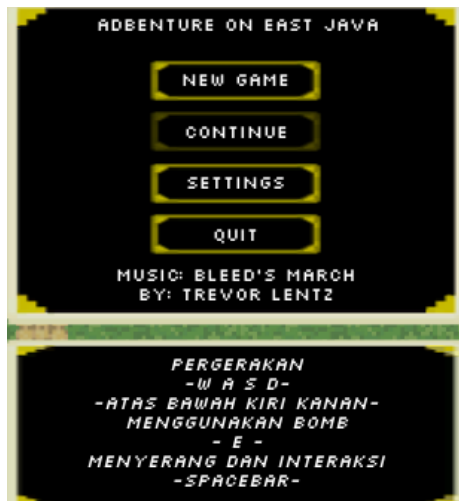 ADBENTURE ON EAST JAVA
NEW GAME
CONTINUE
SETTINGS
QUIT
MUSIC: BLEED'S MARCH
BY: TREVOR LENTZ
PERGERAKAN
-W A S D-
-ATAS BAWAH KIRI KANAN-
MENGGUNAKAN BOMB
- E -
MENYERANG DAN INTERAKSI
-SPACEBAR-